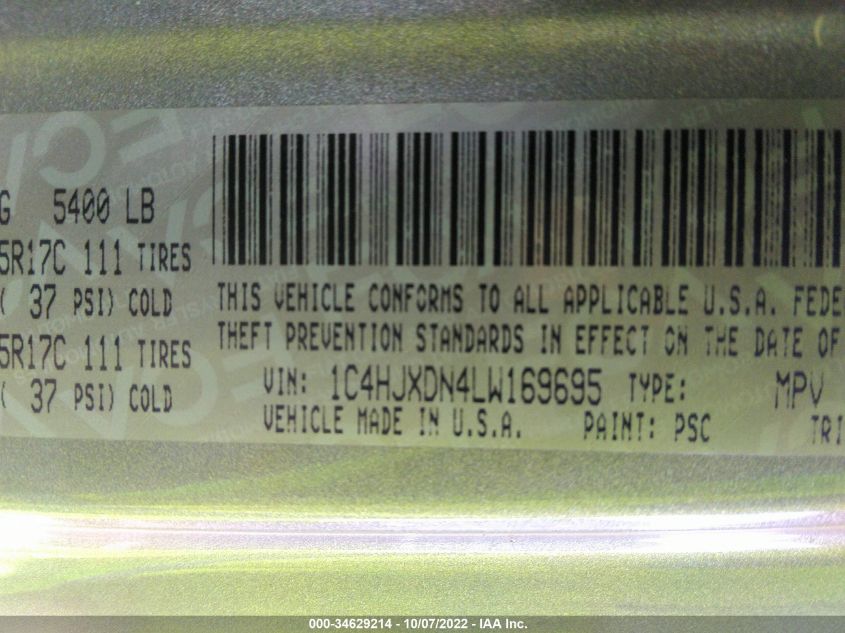 G 5400 LB
5R17C 111 TIRES
( 37 PSI) COLD
5R17C 111 TIRES
( 37 PSI) COLD
THIS VEHICLE CONFORMS TO ALL APPLICABLE U.S.A. FEDE
THEFT PREVENTION STANDARDS IN EFFECT ON THE DATE OF
VIN: 1C4HJXDN4LW169695 TYPE: MPV
VEHICLE MADE IN U.S.A. PAINT: PSC TRI
000-34629214 - 10/07/2022 - IAA Inc.